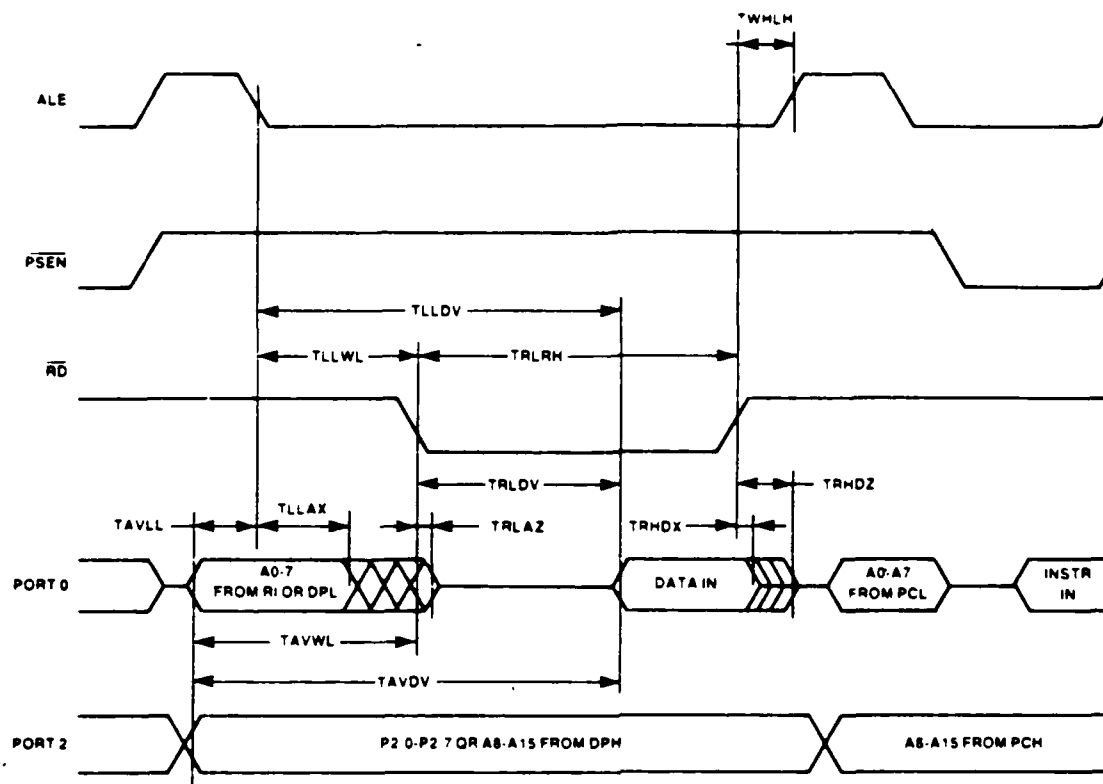 TWHLH
ALE
PSEN
TLLDV
TLLWL
TRLRH
RD
TRLDV
TRHDZ
TAVLL
TLLAX
TRLAZ
TRHDX
PORT 0
A0-7
FROM RI OR DPL
DATA IN
A0-A7
FROM PCL
INSTR
IN
TAVWL
TAVDV
PORT 2
P2 0-P2 7 OR A8-A15 FROM DPH
A8-A15 FROM PCH